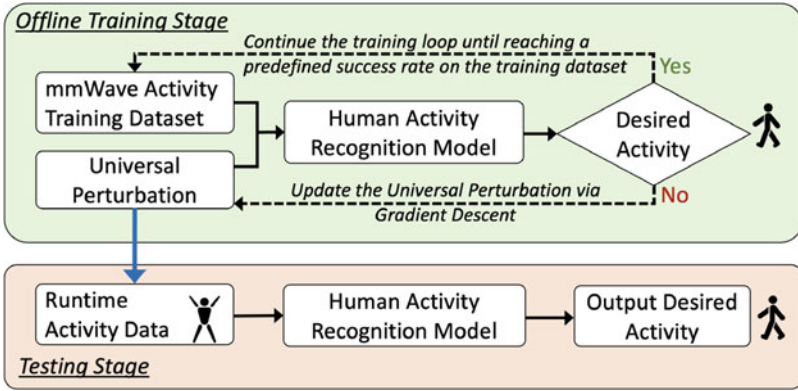 Offline Training Stage
Continue the training loop until reaching a
predefined success rate on the training dataset
Yes
mmWave Activity
Training Dataset
Human Activity
Recognition Model
Desired
Activity
Universal
Perturbation
Update the Universal Perturbation via
Gradient Descent
No
Runtime
Activity Data
Human Activity
Recognition Model
Output Desired
Activity
Testing Stage